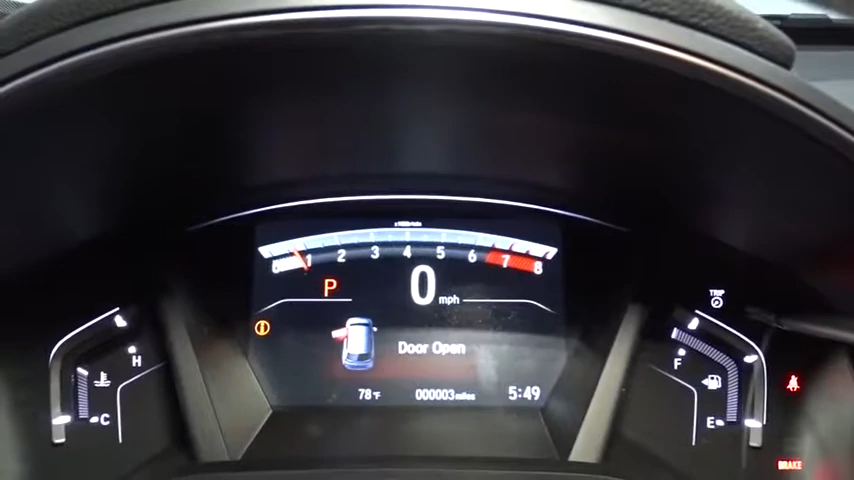 0 1 2 3 4 5 6 7 8
P
0 mph
Door Open
78°F
000003 miles
5:49
H
C
TRIP
F
E
BRAKE